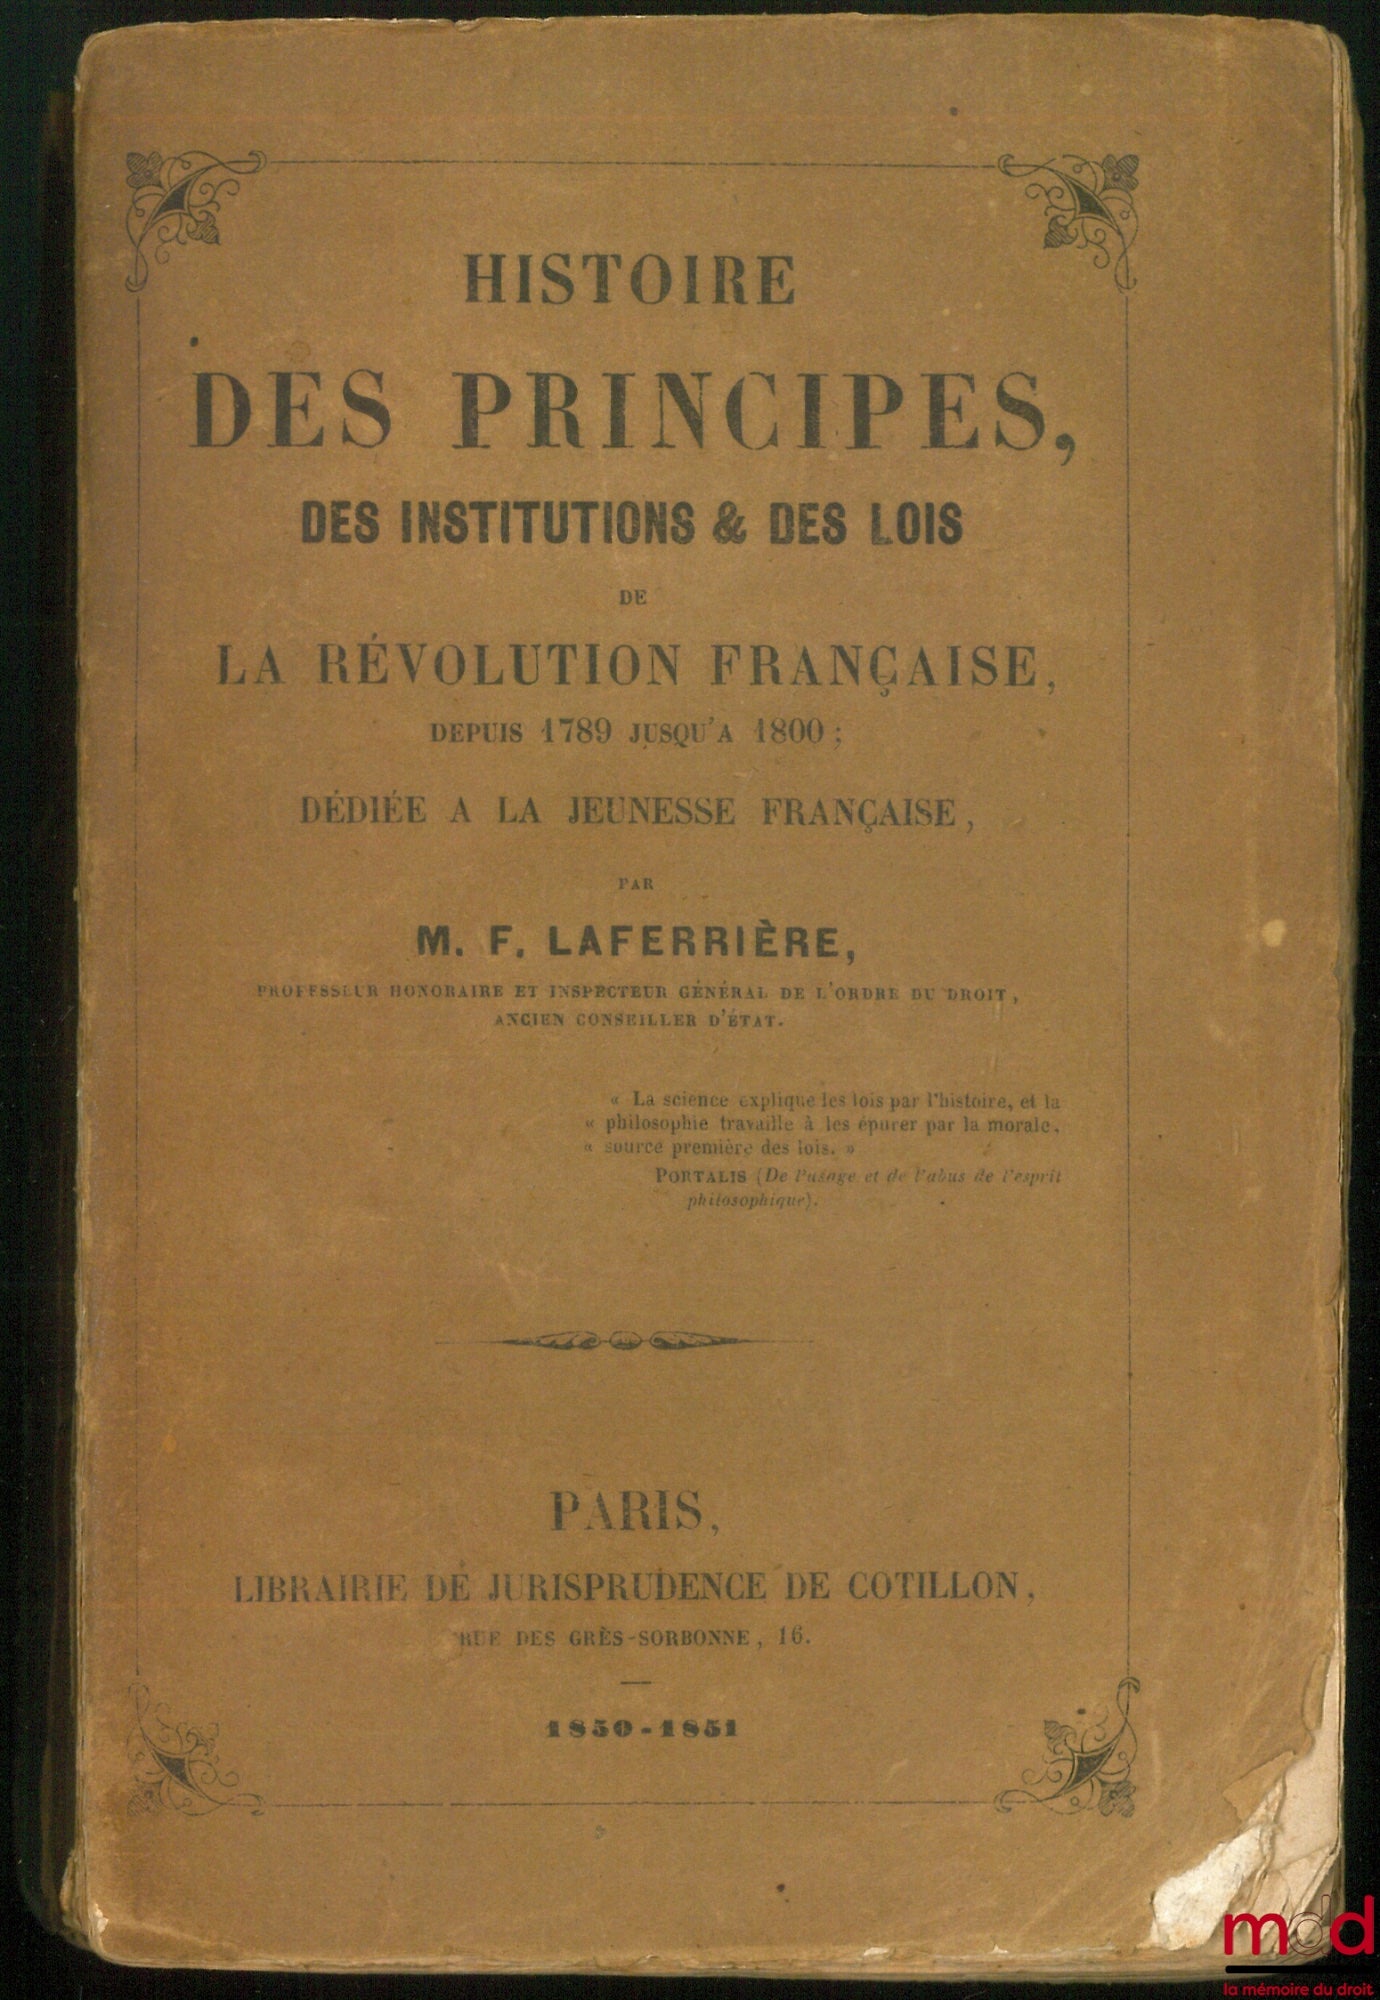 HISTOIRE
DES PRINCIPES,
DES INSTITUTIONS & DES LOIS
DE
LA RÉVOLUTION FRANÇAISE,
DEPUIS 1789 JUSQU'A 1800;
DÉDIÉE A LA JEUNESSE FRANÇAISE,
PAR
M. F. LAFERRIÈRE,
PROFESSEUR HONORAIRE ET INSPECTEUR GÉNÉRAL DE L'ORDRE DU DROIT,
ANCIEN CONSEILLER D'ÉTAT.
« La science explique les lois par l'histoire, et la
« philosophie travaille à les épurer par la morale,
« source première des lois. »
PORTALIS (De l'usage et de l'abus de l'esprit
philosophique).
PARIS,
LIBRAIRIE DE JURISPRUDENCE DE COTILLON,
RUE DES GRÈS-SORBONNE, 16.
1850-1851
mdd
la mémoire du droit